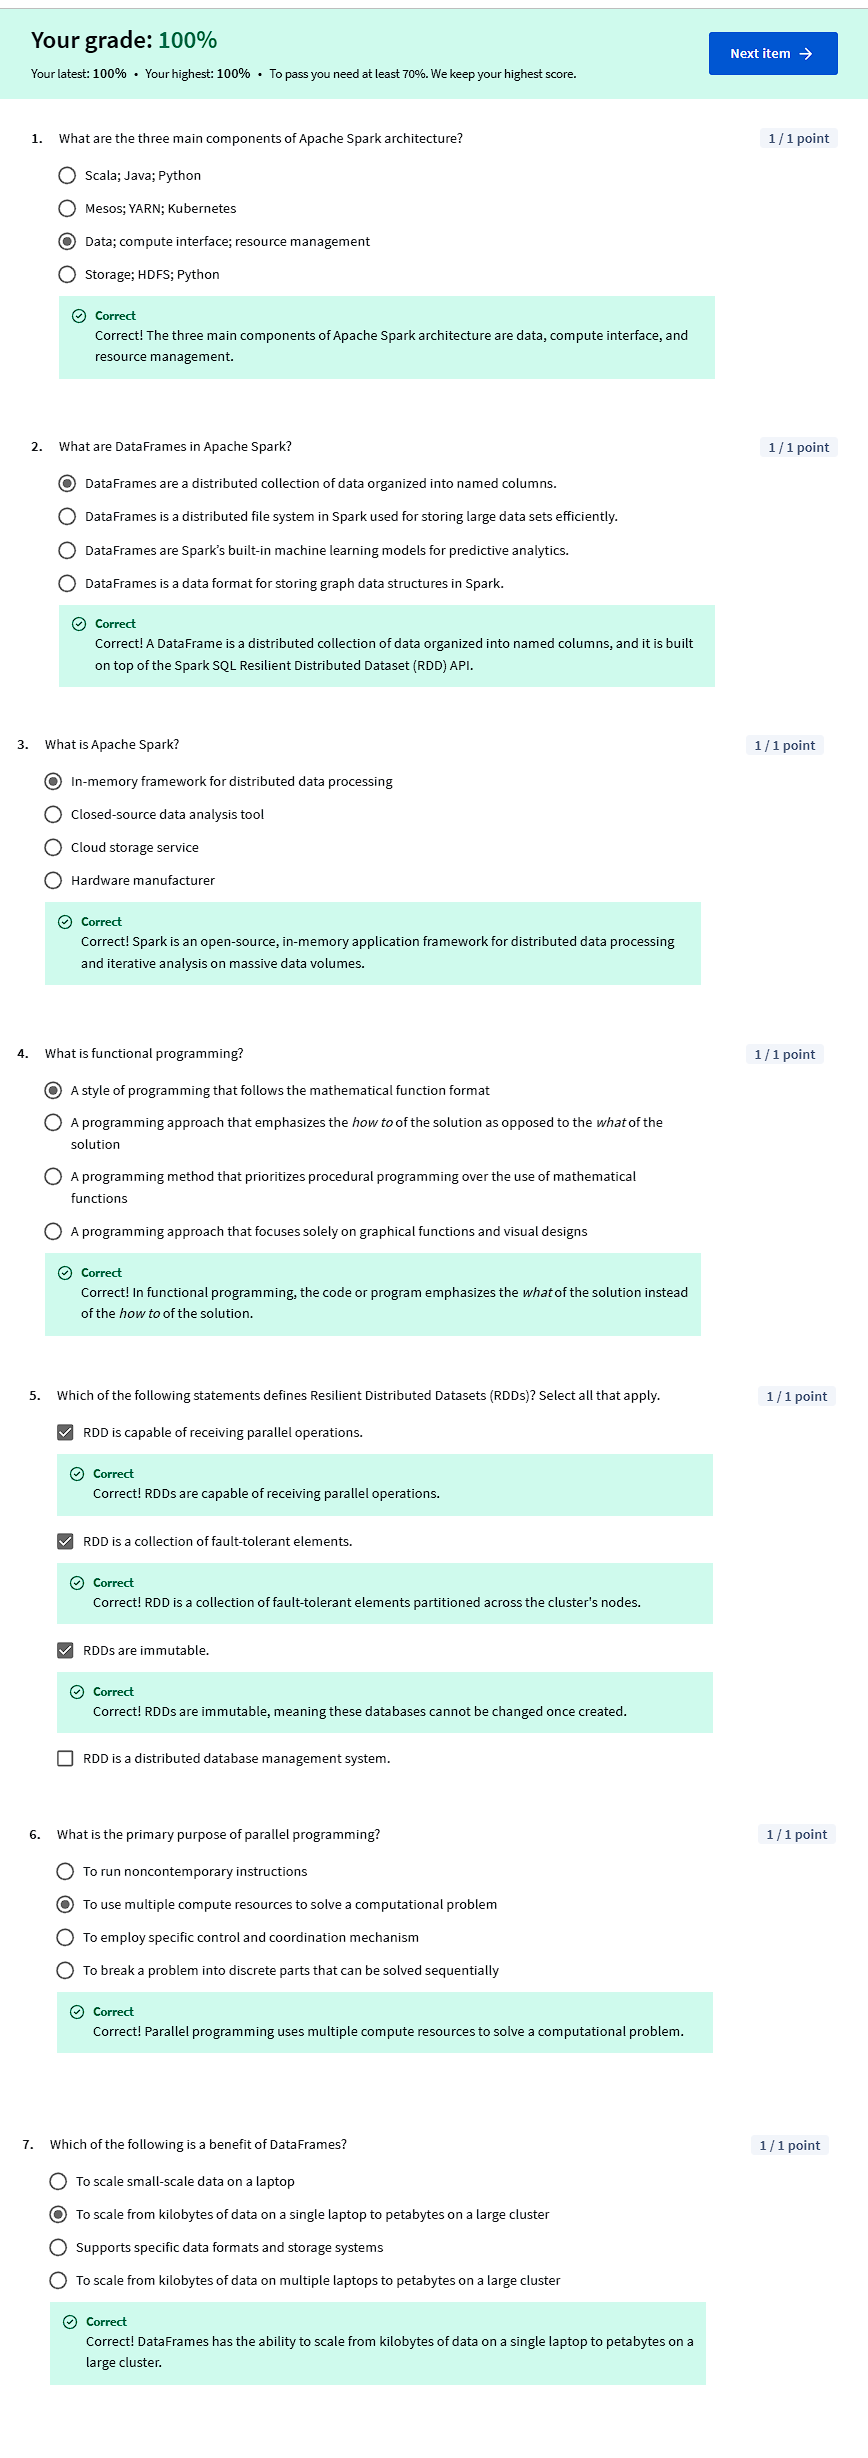 Your grade: 100%
Next item →
Your latest: 100% • Your highest: 100% • To pass you need at least 70%. We keep your highest score.
1. What are the three main components of Apache Spark architecture? 1 / 1 point
Scala; Java; Python
Mesos; YARN; Kubernetes
Data; compute interface; resource management
Storage; HDFS; Python
Correct
Correct! The three main components of Apache Spark architecture are data, compute interface, and
resource management.
2. What are DataFrames in Apache Spark? 1 / 1 point
DataFrames are a distributed collection of data organized into named columns.
DataFrames is a distributed file system in Spark used for storing large data sets efficiently.
DataFrames are Spark's built-in machine learning models for predictive analytics.
DataFrames is a data format for storing graph data structures in Spark.
Correct
Correct! A DataFrame is a distributed collection of data organized into named columns, and it is built
on top of the Spark SQL Resilient Distributed Dataset (RDD) API.
3. What is Apache Spark? 1 / 1 point
In-memory framework for distributed data processing
Closed-source data analysis tool
Cloud storage service
Hardware manufacturer
Correct
Correct! Spark is an open-source, in-memory application framework for distributed data processing
and iterative analysis on massive data volumes.
4. What is functional programming? 1 / 1 point
A style of programming that follows the mathematical function format
A programming approach that emphasizes the how to of the solution as opposed to the what of the
solution
A programming method that prioritizes procedural programming over the use of mathematical
functions
A programming approach that focuses solely on graphical functions and visual designs
Correct
Correct! In functional programming, the code or program emphasizes the what of the solution instead
of the how to of the solution.
5. Which of the following statements defines Resilient Distributed Datasets (RDDs)? Select all that apply. 1 / 1 point
RDD is capable of receiving parallel operations.
Correct
Correct! RDDs are capable of receiving parallel operations.
RDD is a collection of fault-tolerant elements.
Correct
Correct! RDD is a collection of fault-tolerant elements partitioned across the cluster's nodes.
RDDs are immutable.
Correct
Correct! RDDs are immutable, meaning these databases cannot be changed once created.
RDD is a distributed database management system.
6. What is the primary purpose of parallel programming? 1 / 1 point
To run noncontemporary instructions
To use multiple compute resources to solve a computational problem
To employ specific control and coordination mechanism
To break a problem into discrete parts that can be solved sequentially
Correct
Correct! Parallel programming uses multiple compute resources to solve a computational problem.
7. Which of the following is a benefit of DataFrames? 1 / 1 point
To scale small-scale data on a laptop
To scale from kilobytes of data on a single laptop to petabytes on a large cluster
Supports specific data formats and storage systems
To scale from kilobytes of data on multiple laptops to petabytes on a large cluster
Correct
Correct! DataFrames has the ability to scale from kilobytes of data on a single laptop to petabytes on a
large cluster.